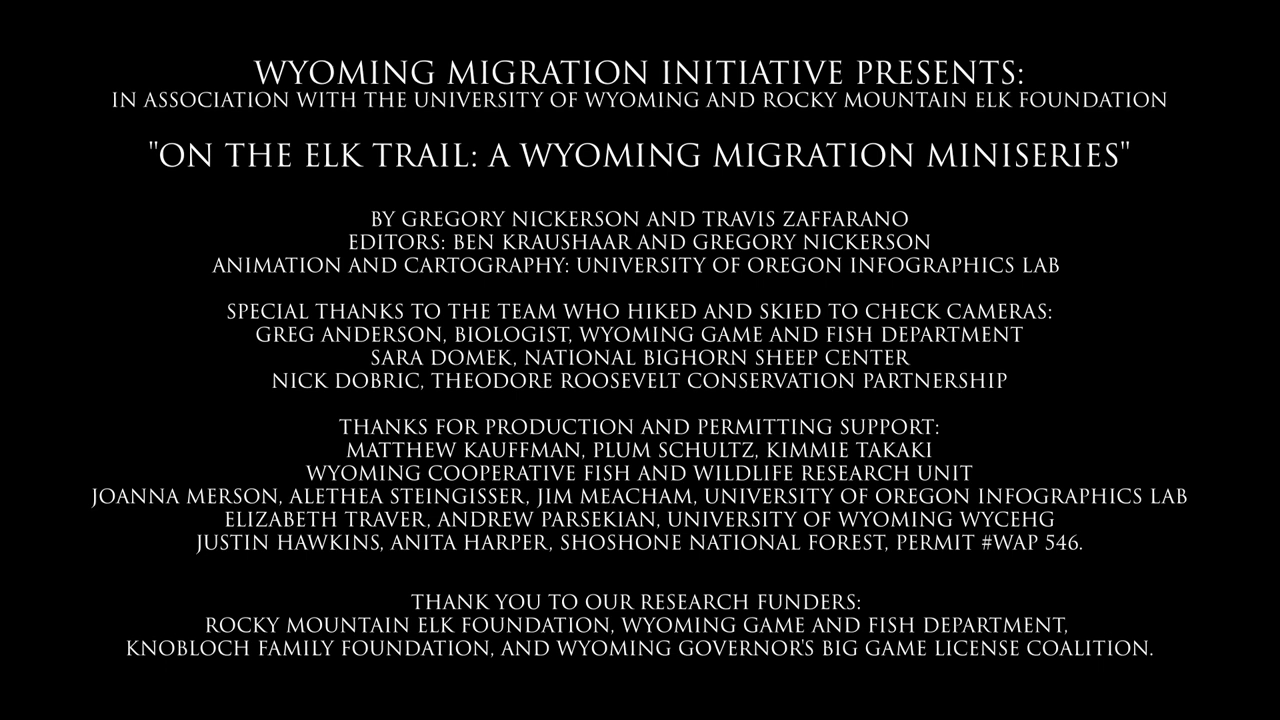 WYOMING MIGRATION INITIATIVE PRESENTS:
IN ASSOCIATION WITH THE UNIVERSITY OF WYOMING AND ROCKY MOUNTAIN ELK FOUNDATION
"ON THE ELK TRAIL: A WYOMING MIGRATION MINISERIES"
BY GREGORY NICKERSON AND TRAVIS ZAFFARANO
EDITORS: BEN KRAUSHAAR AND GREGORY NICKERSON
ANIMATION AND CARTOGRAPHY: UNIVERSITY OF OREGON INFOGRAPHICS LAB
SPECIAL THANKS TO THE TEAM WHO HIKED AND SKIED TO CHECK CAMERAS:
GREG ANDERSON, BIOLOGIST, WYOMING GAME AND FISH DEPARTMENT
SARA DOMEK, NATIONAL BIGHORN SHEEP CENTER
NICK DOBRIC, THEODORE ROOSEVELT CONSERVATION PARTNERSHIP
THANKS FOR PRODUCTION AND PERMITTING SUPPORT:
MATTHEW KAUFFMAN, PLUM SCHULTZ, KIMMIE TAKAKI
WYOMING COOPERATIVE FISH AND WILDLIFE RESEARCH UNIT
JOANNA MERSON, ALETHEA STEINGISSER, JIM MEACHAM, UNIVERSITY OF OREGON INFOGRAPHICS LAB
ELIZABETH TRAVER, ANDREW PARSEKIAN, UNIVERSITY OF WYOMING WYCEHG
JUSTIN HAWKINS, ANITA HARPER, SHOSHONE NATIONAL FOREST, PERMIT #WAP 546.
THANK YOU TO OUR RESEARCH FUNDERS:
ROCKY MOUNTAIN ELK FOUNDATION, WYOMING GAME AND FISH DEPARTMENT,
KNOBLOCH FAMILY FOUNDATION, AND WYOMING GOVERNOR'S BIG GAME LICENSE COALITION.